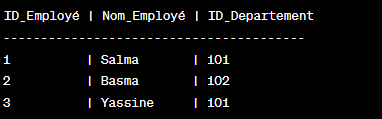 ID_Employé | Nom_Employé | ID_Departement
---------------------------------------
1 | Salma | 101
2 | Basma | 102
3 | Yassine | 101